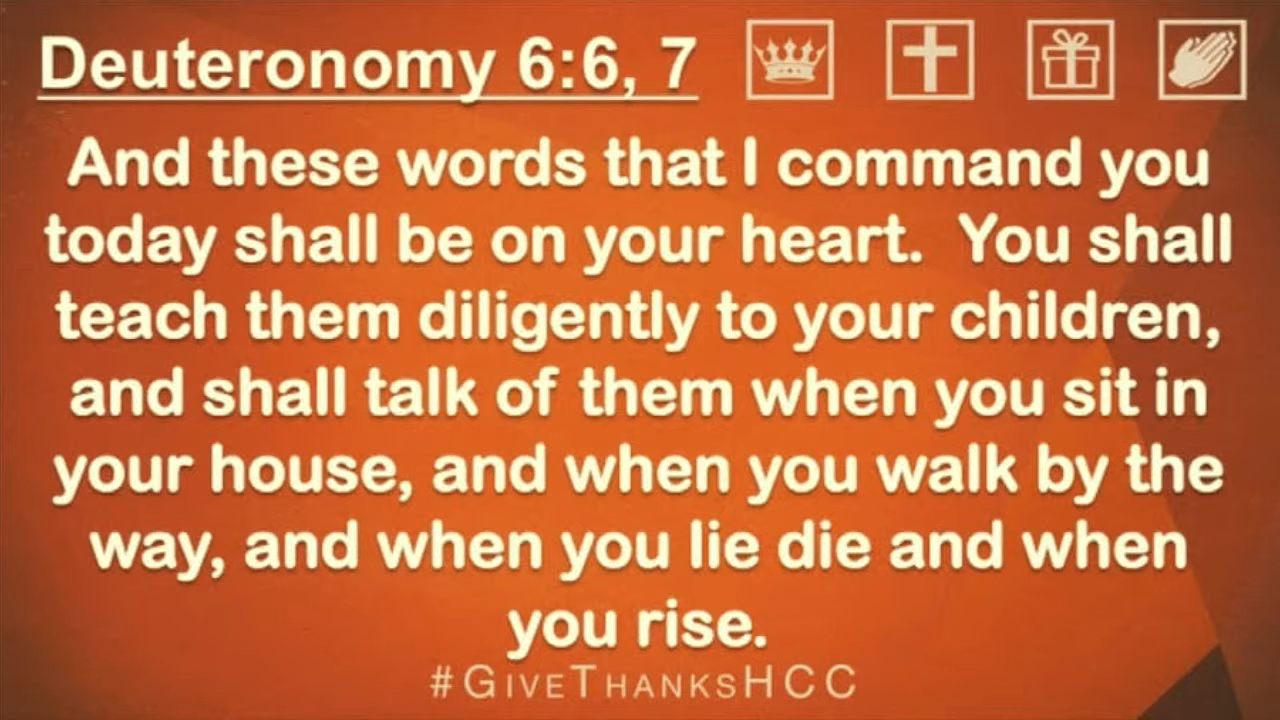 Deuteronomy 6:6, 7
And these words that I command you
today shall be on your heart.  You shall
teach them diligently to your children,
and shall talk of them when you sit in
your house, and when you walk by the
way, and when you lie die and when
you rise.
#GiveThanksHCC